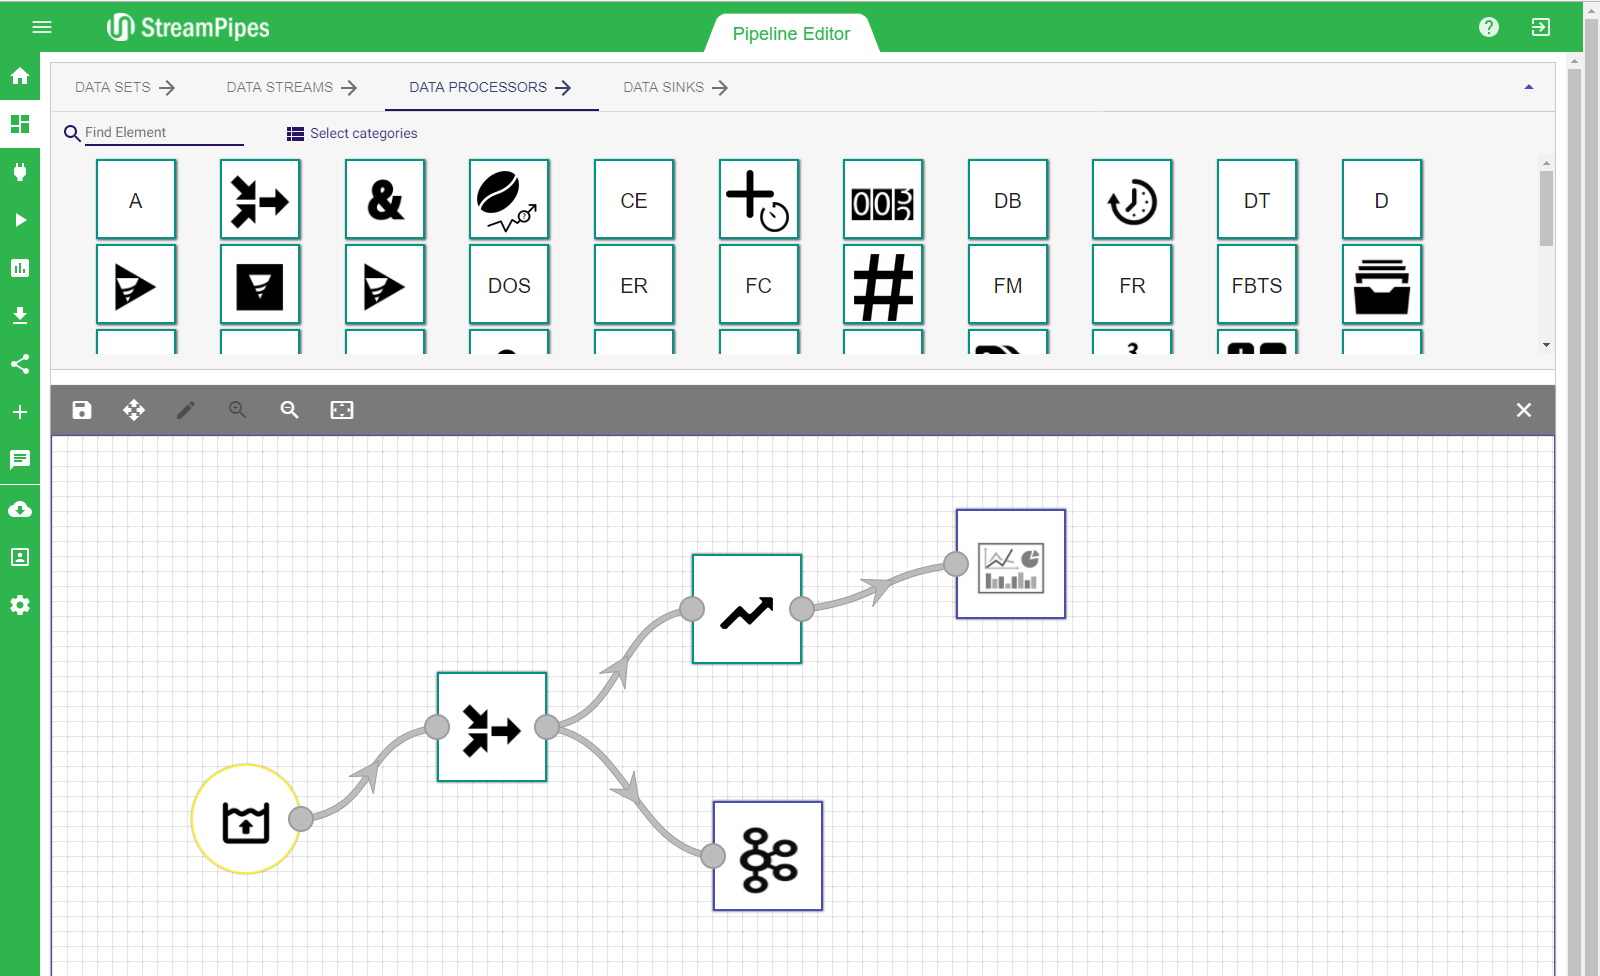 StreamPipes
Pipeline Editor
?
DATA SETS
DATA STREAMS
DATA PROCESSORS
DATA SINKS
Find Element
Select categories
A
&
CE
003
DB
DT
D
DOS
ER
FC
#
FM
FR
FBTS
3